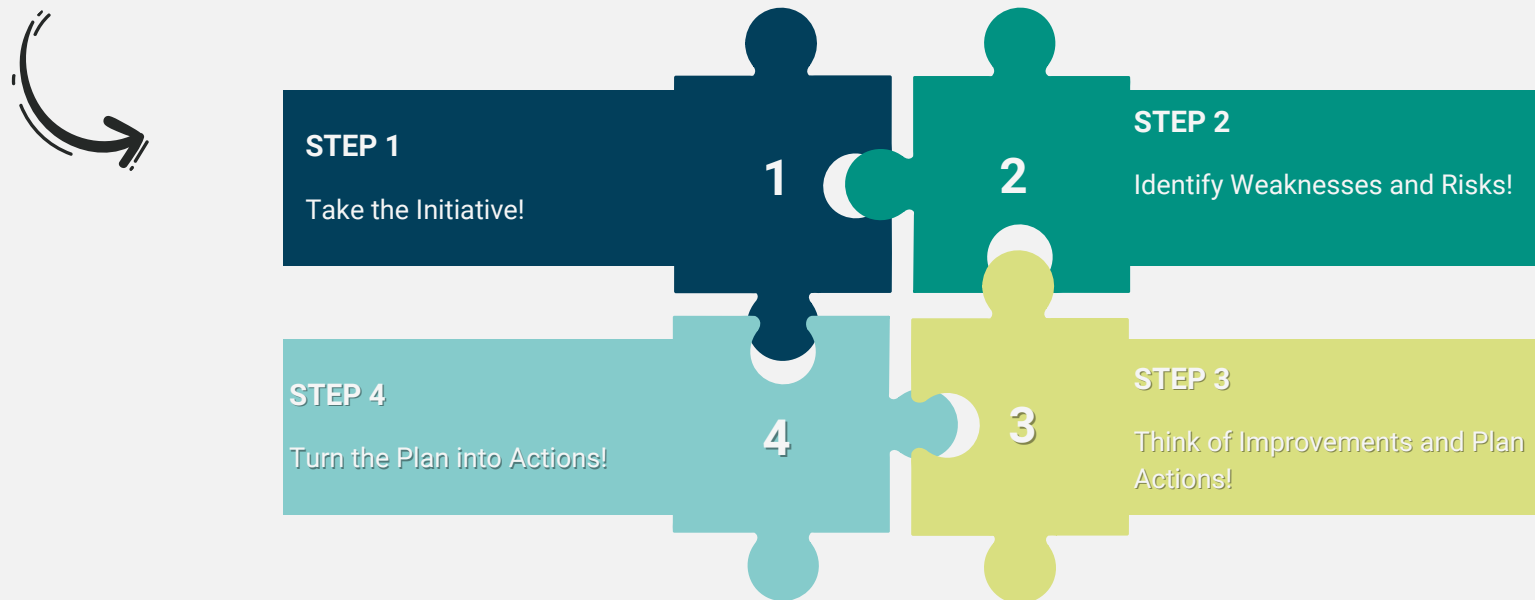 STEP 1
Take the Initiative!
1
2
STEP 2
Identify Weaknesses and Risks!
STEP 4
Turn the Plan into Actions!
4
3
STEP 3
Think of Improvements and Plan
Actions!